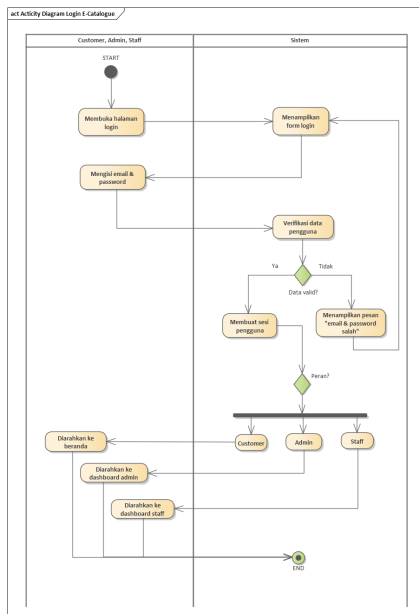 act Acticity Diagram Login E-Catalogue
Customer, Admin, Staff
Sistem
START
Membuka halaman
login
Menampilkan
form login
Mengisi email &
password
Verifikasi data
pengguna
Ya
Tidak
Data valid?
Membuat sesi
pengguna
Menampilkan pesan
"email & password
salah"
Peran?
Diarahkan ke
beranda
Customer
Admin
Staff
Diarahkan ke
dashboard admin
Diarahkan ke
dashboard staff
END